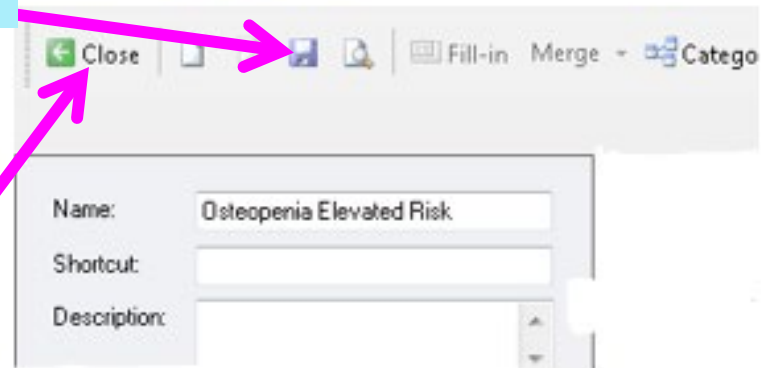 Close Fill-in Merge Catego
Name: Osteopenia Elevated Risk
Shortcut:
Description: